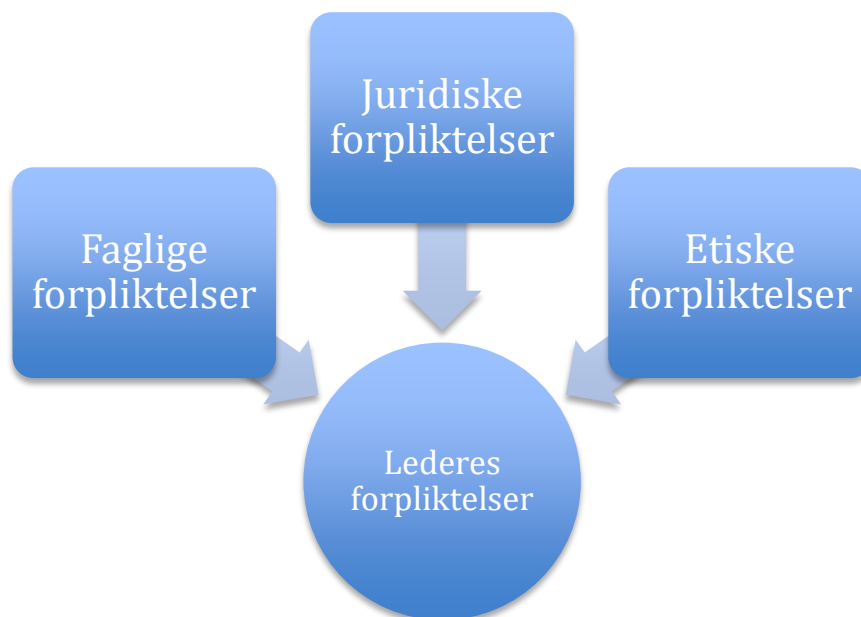 Juridiske
forpliktelser
Faglige
forpliktelser
Etiske
forpliktelser
Lederes
forpliktelser